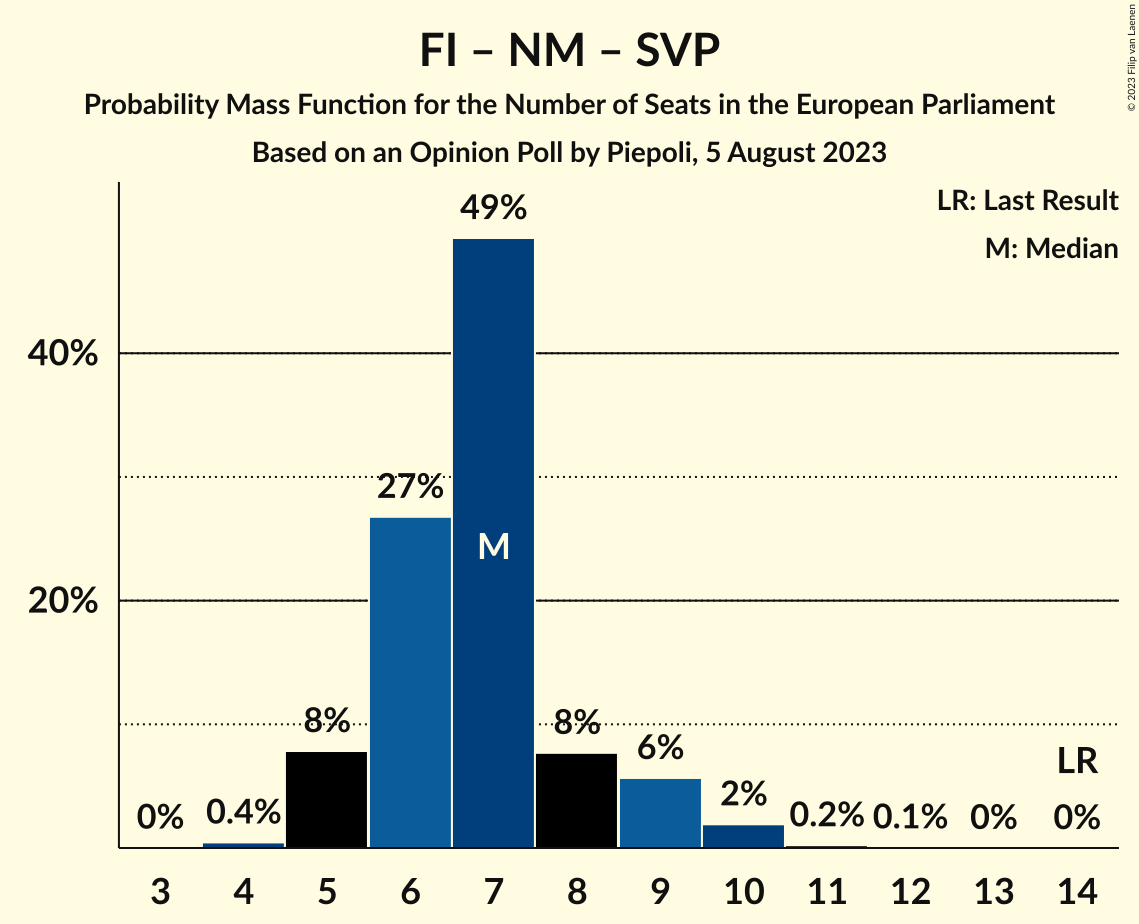 FI – NM – SVP
Probability Mass Function for the Number of Seats in the European Parliament
Based on an Opinion Poll by Piepoli, 5 August 2023
© 2023 Filip van Laenen
LR: Last Result
M: Median
49%
40%
27%
M
20%
8%
8%
6%
LR
0%
0.4%
2%
0.2%
0.1%
0%
0%
3 4 5 6 7 8 9 10 11 12 13 14